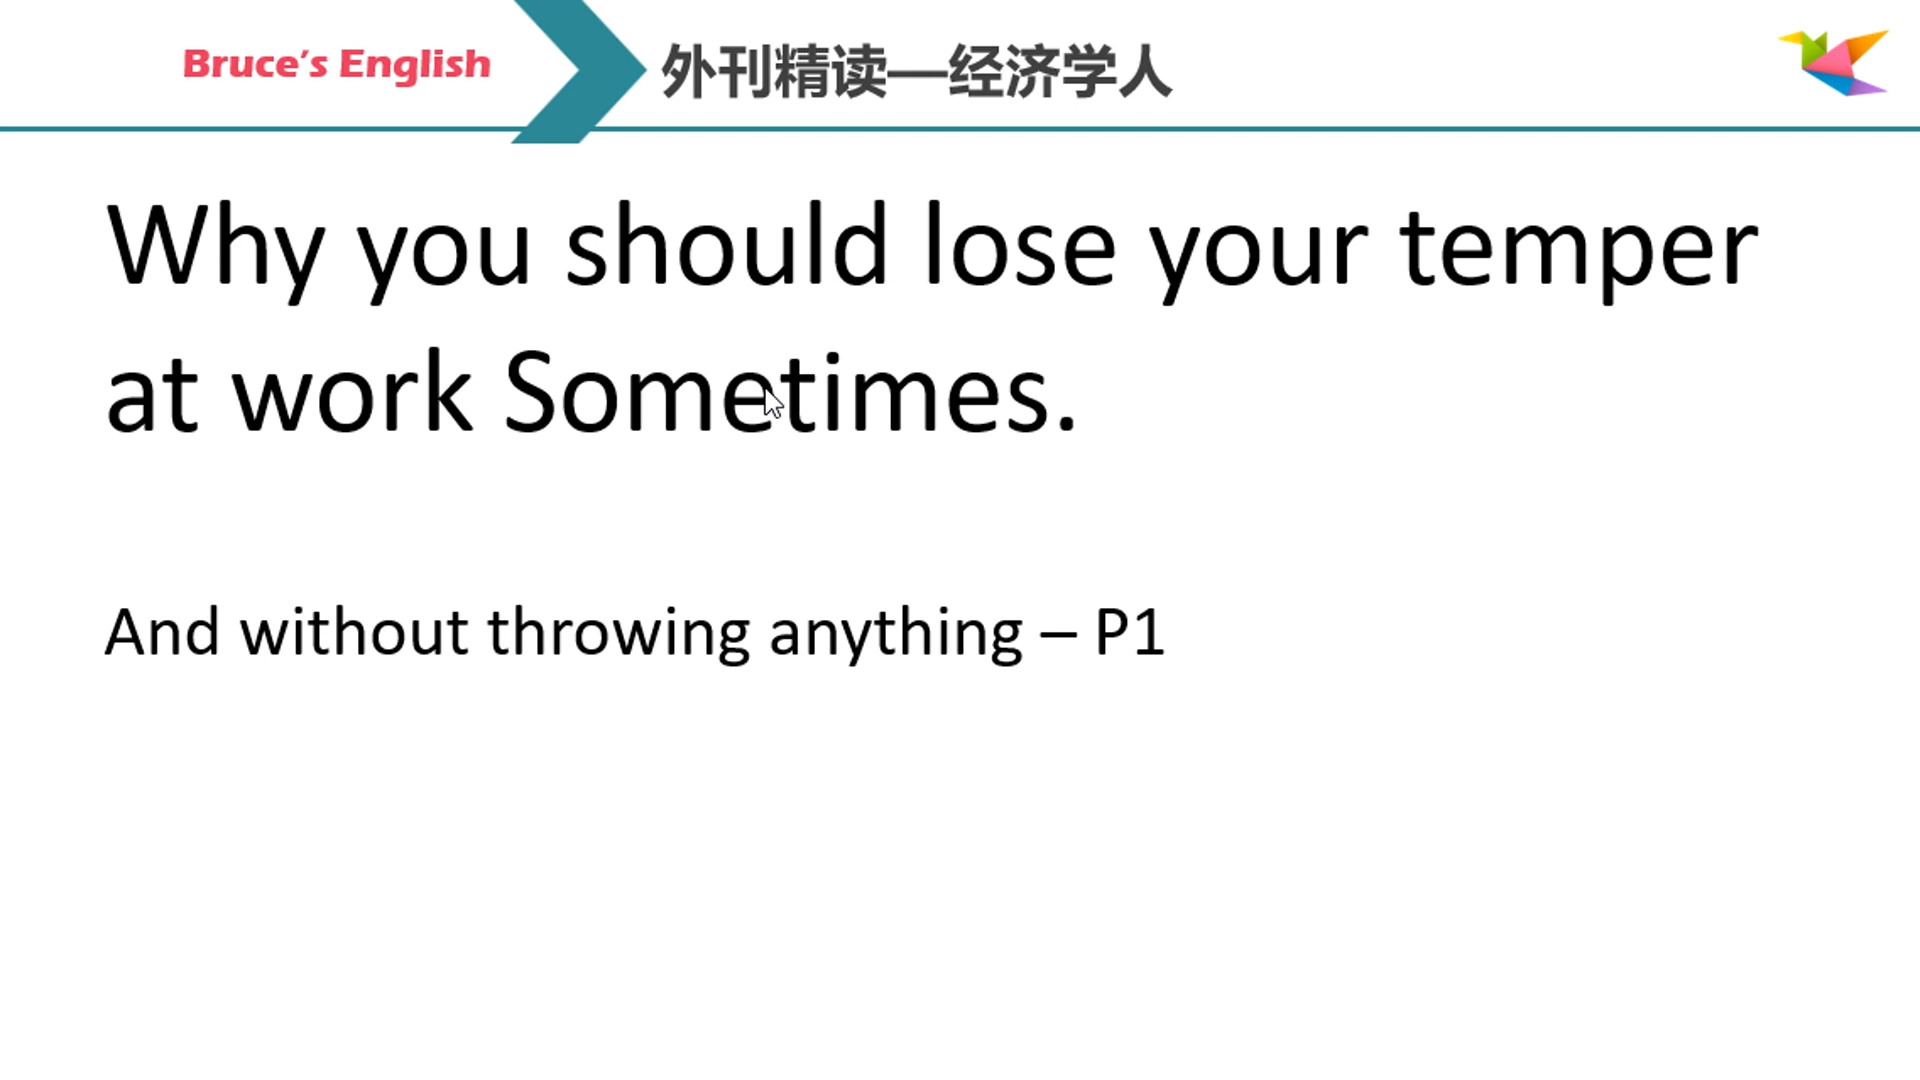 Bruce’s English
外刊精读—经济学人
Why you should lose your temper
at work Sometimes.
And without throwing anything – P1